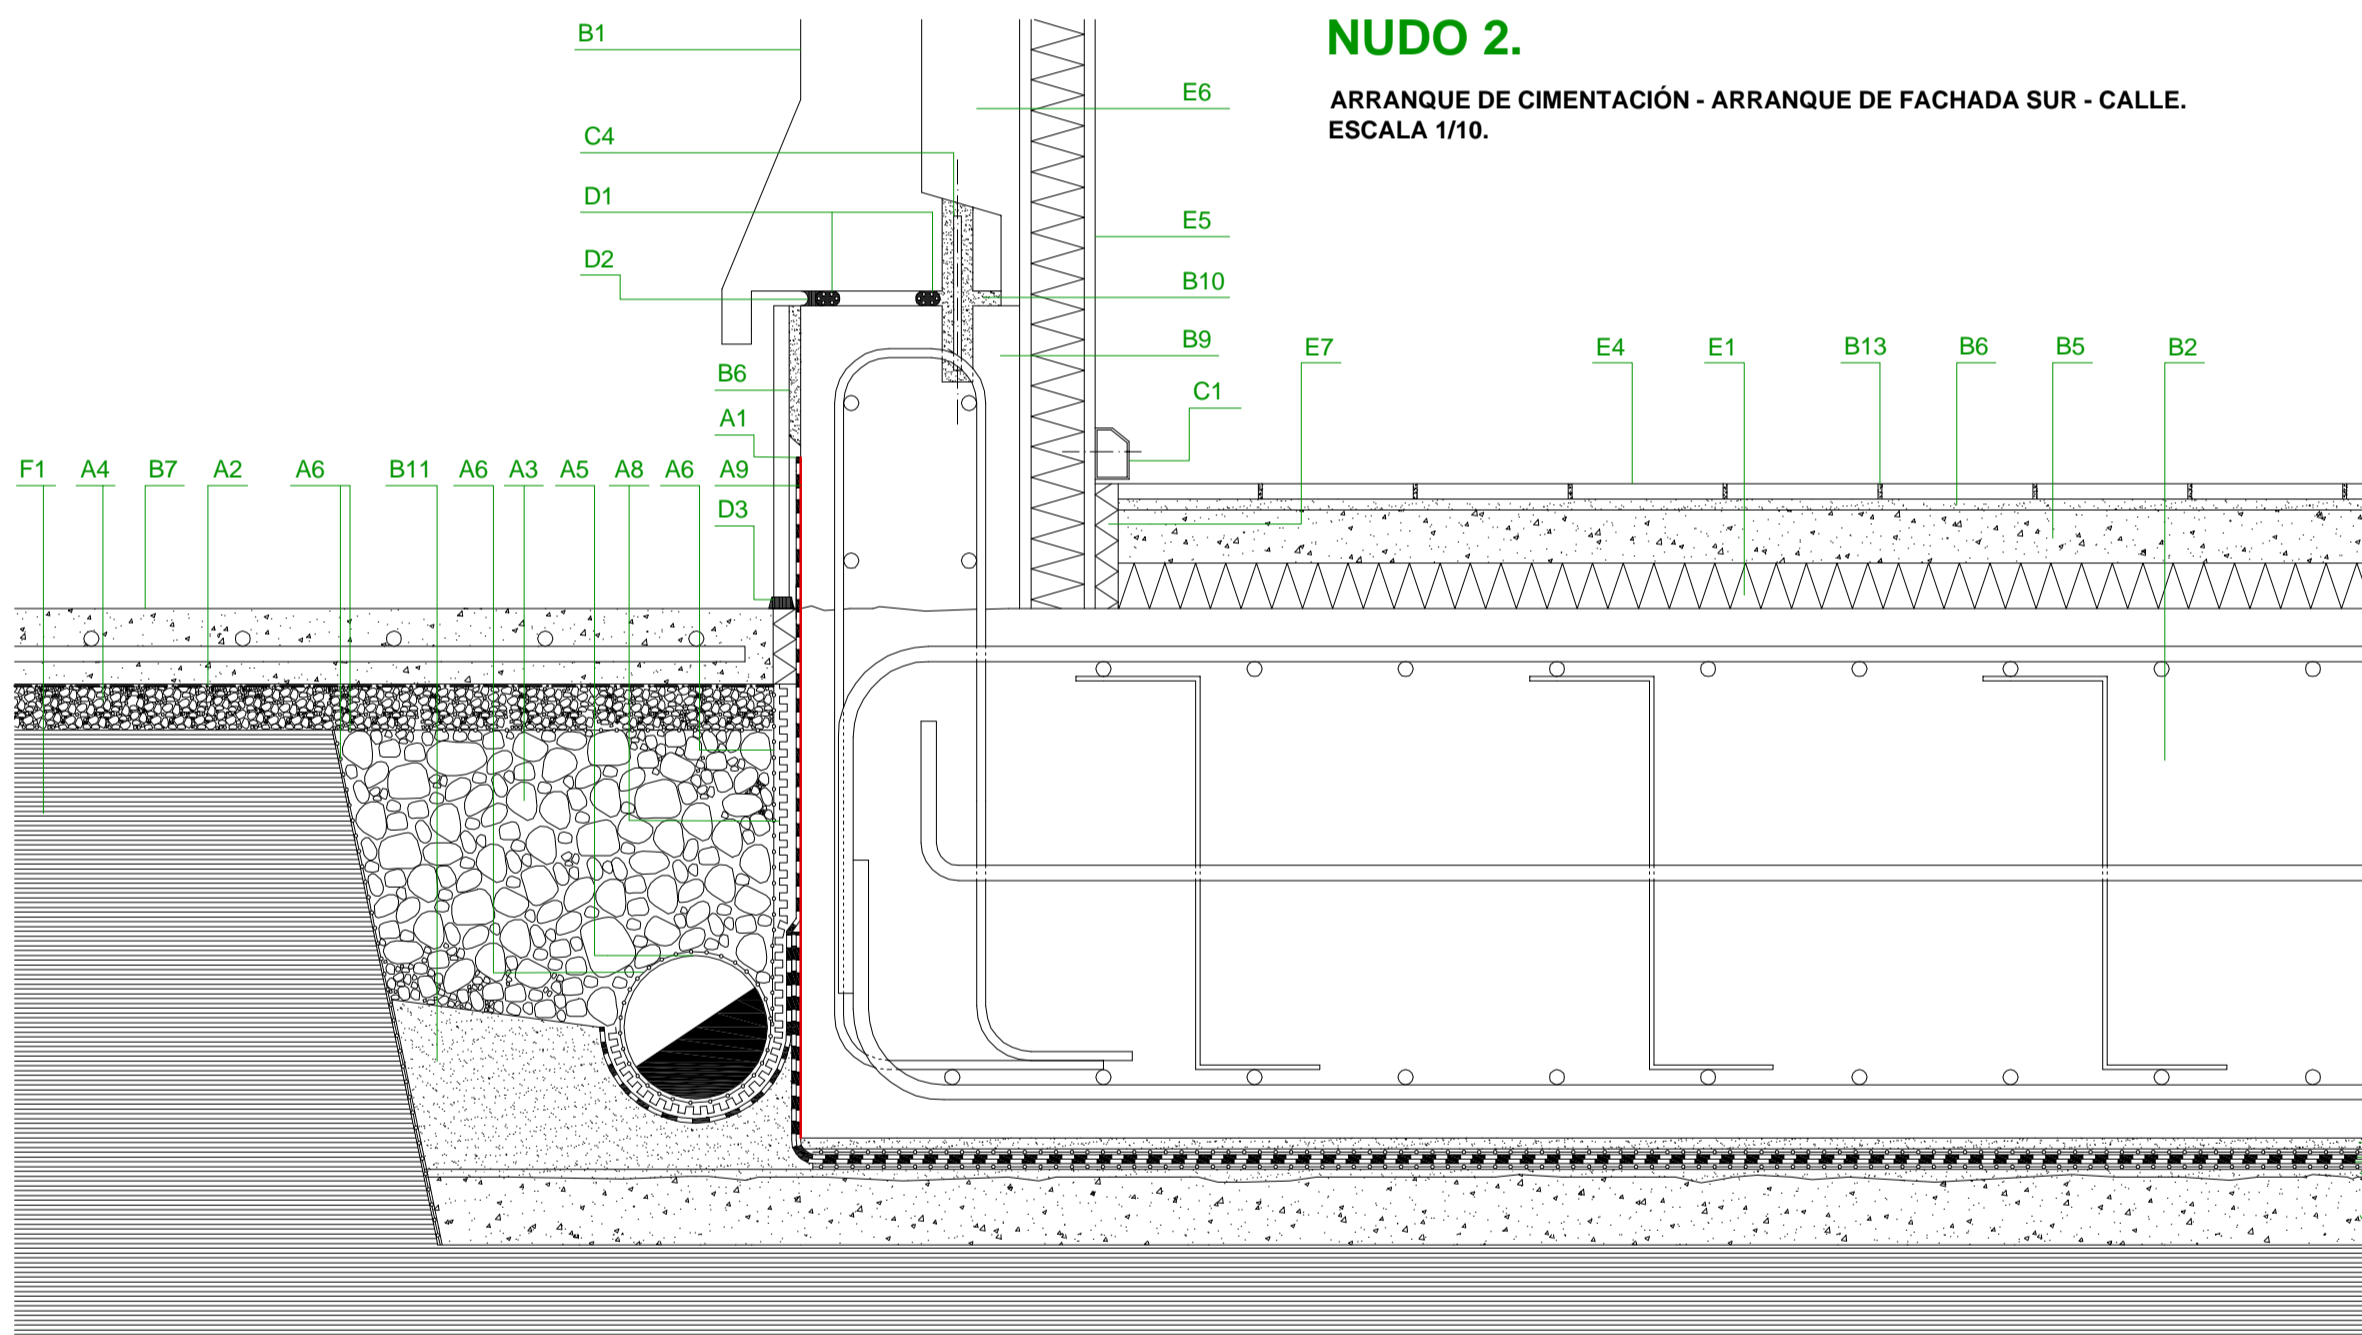 NUDO 2.
ARRANQUE DE CIMENTACIÓN - ARRANQUE DE FACHADA SUR - CALLE.
ESCALA 1/10.
B1
E6
C4
D1
E5
D2
B10
B9
E7
E4
E1
B13
B6
B5
B2
B6
C1
A1
F1
A4
B7
A2
A6
B11
A6
A3
A5
A8
A6
A9
D3